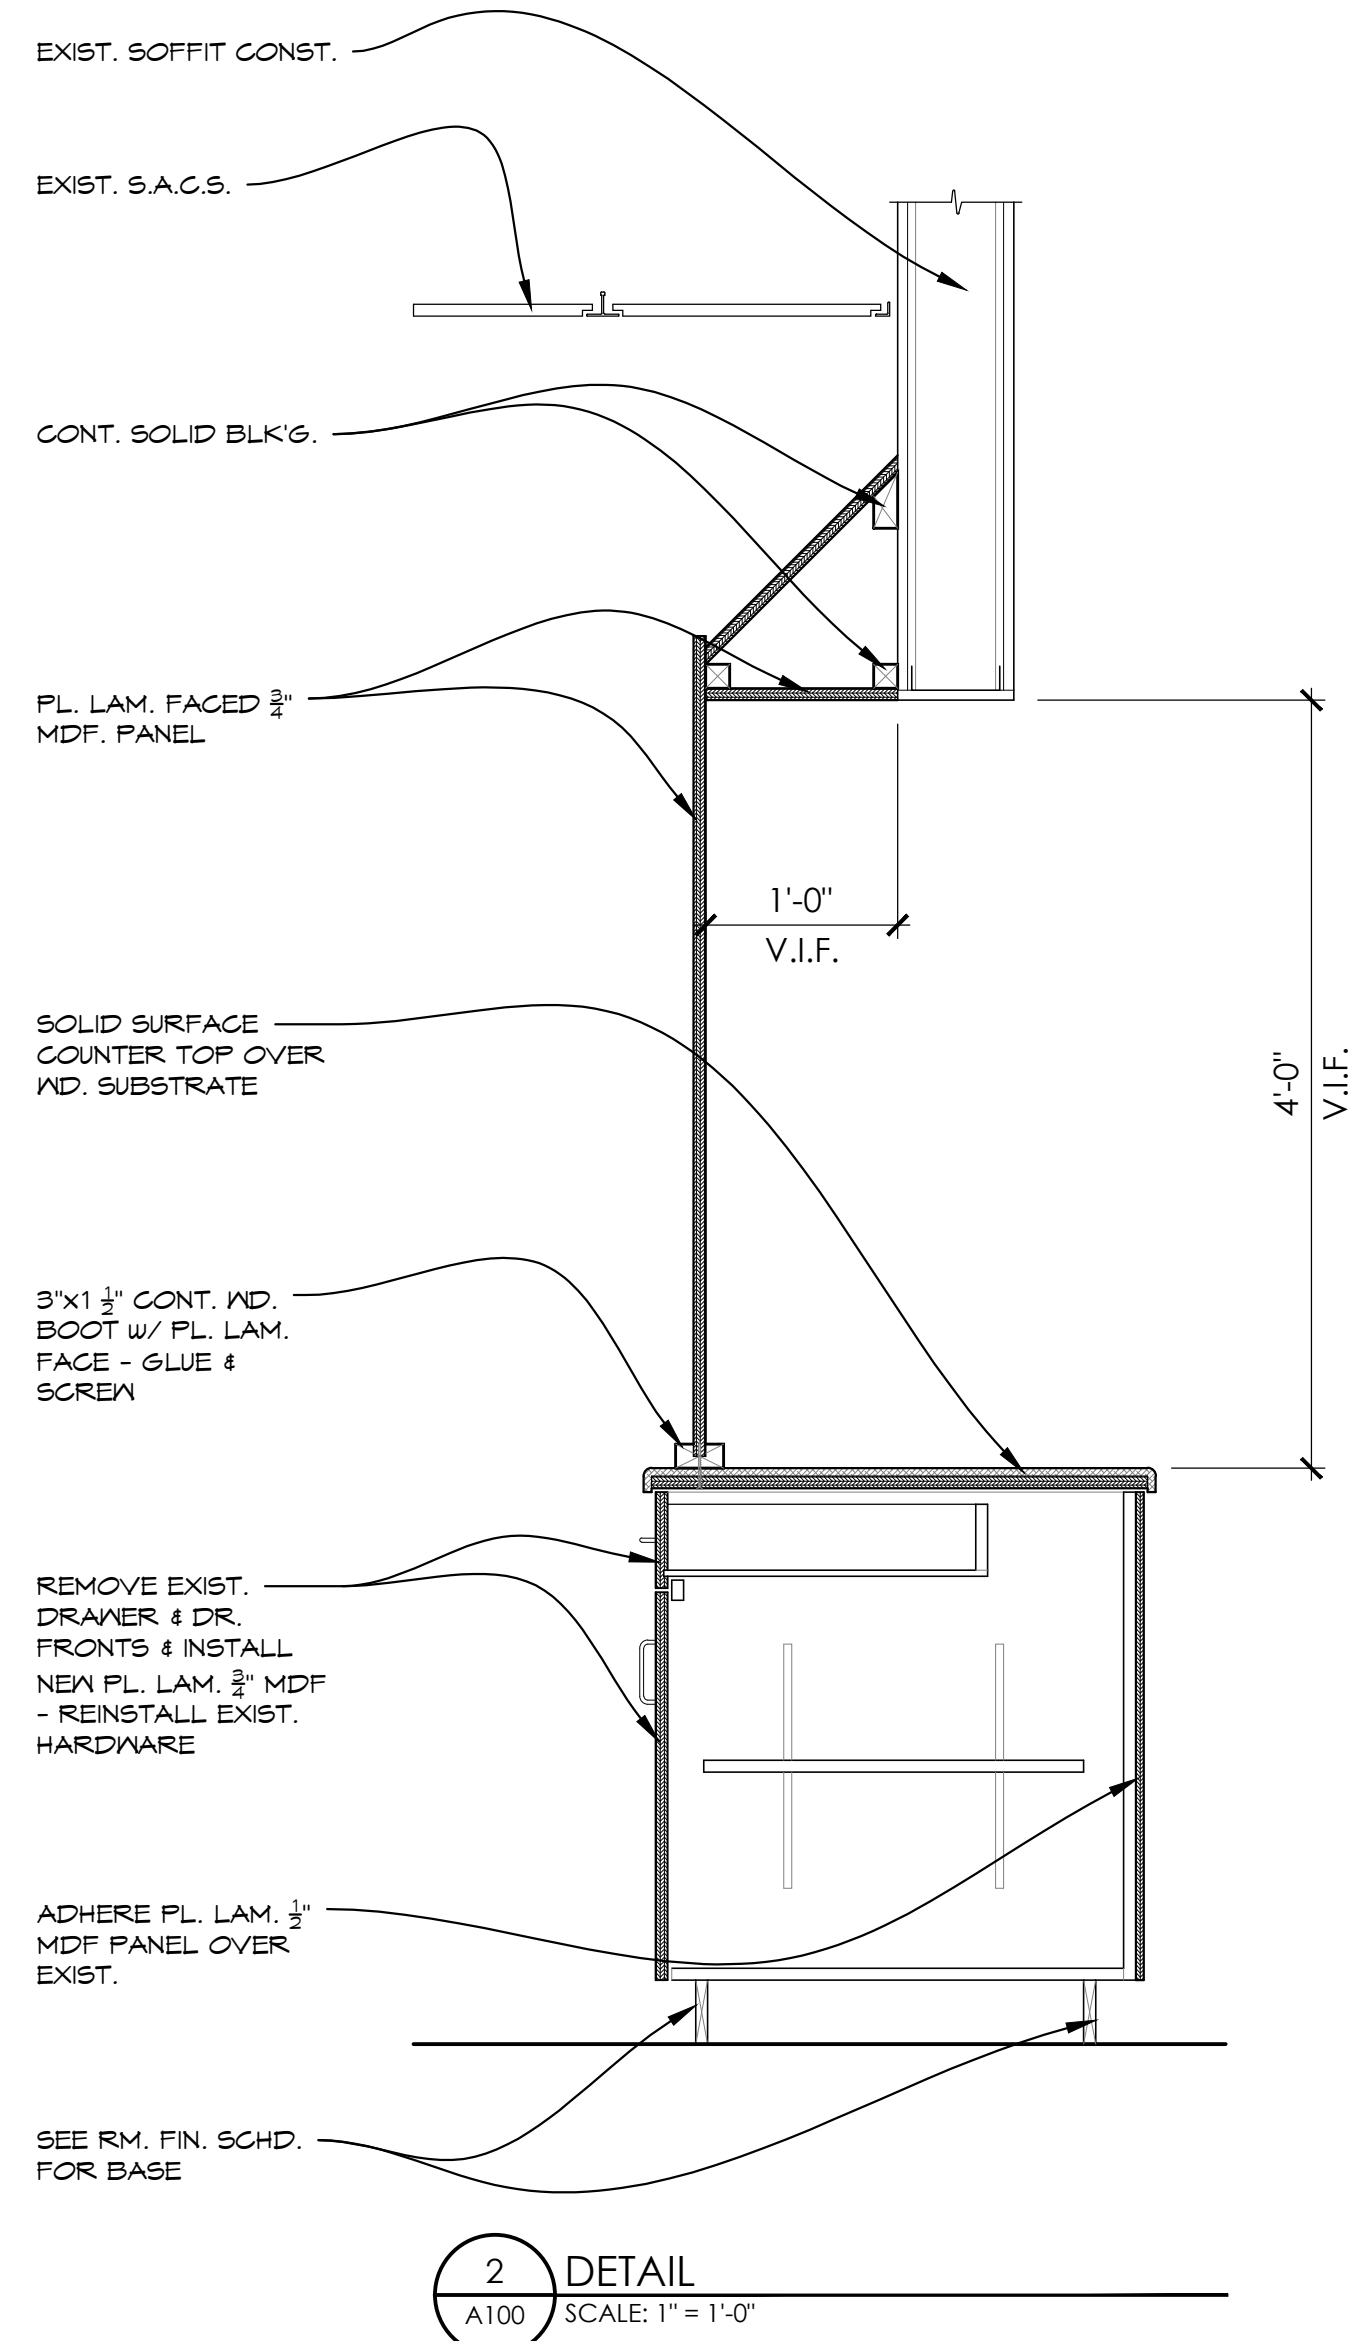 EXIST. SOFFIT CONST.
EXIST. S.A.C.S.
CONT. SOLID BLK'G.
PL. LAM. FACED 3/4"
MDF. PANEL
1'-0"
V.I.F.
SOLID SURFACE
COUNTER TOP OVER
WD. SUBSTRATE
4'-0"
V.I.F.
3"x1 1/2" CONT. WD.
BOOT w/ PL. LAM.
FACE - GLUE &
SCREW
REMOVE EXIST.
DRAWER & DR.
FRONTS & INSTALL
NEW PL. LAM. 3/4" MDF
- REINSTALL EXIST.
HARDWARE
ADHERE PL. LAM. 1/2"
MDF PANEL OVER
EXIST.
SEE RM. FIN. SCHD.
FOR BASE
2
DETAIL
A100
SCALE: 1" = 1'-0"